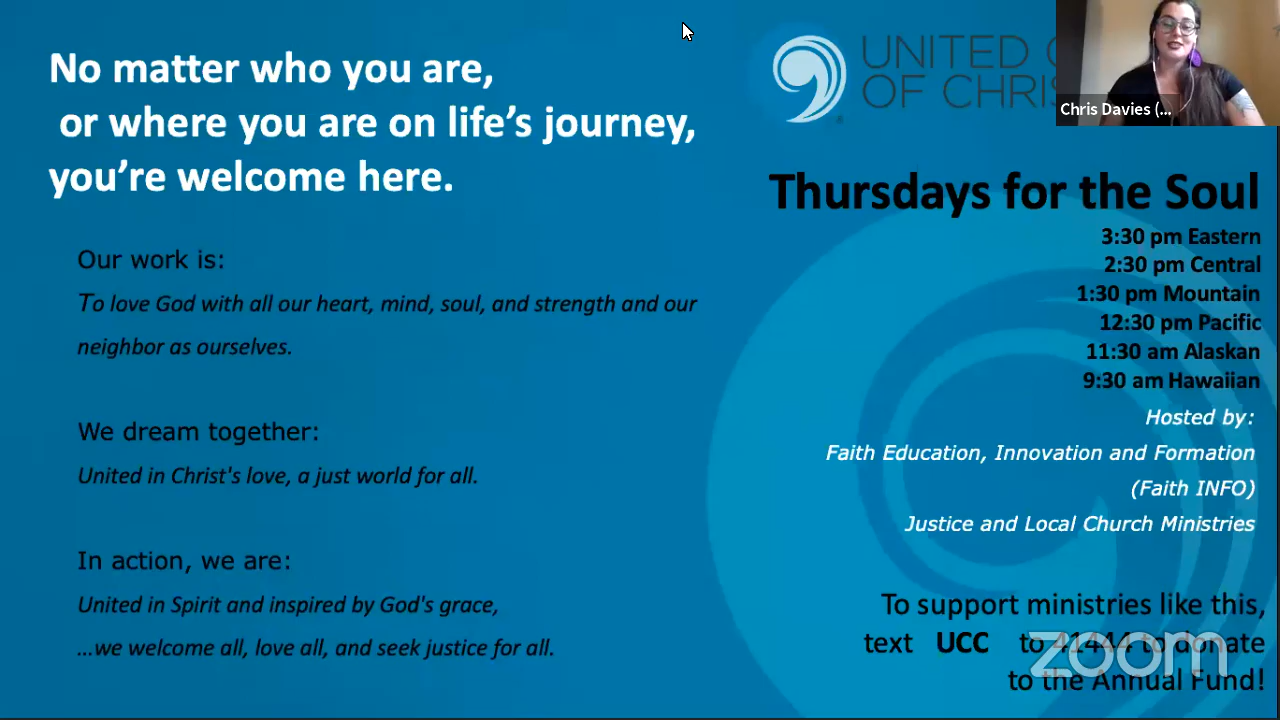 No matter who you are,
or where you are on life's journey,
you're welcome here.
Our work is:
To love God with all our heart, mind, soul, and strength and our
neighbor as ourselves.
We dream together:
United in Christ's love, a just world for all.
In action, we are:
United in Spirit and inspired by God's grace,
...we welcome all, love all, and seek justice for all.
UNITED
OF CHRIS
Chris Davies (...
Thursdays for the Soul
3:30 pm Eastern
2:30 pm Central
1:30 pm Mountain
12:30 pm Pacific
11:30 am Alaskan
9:30 am Hawaiian
Hosted by:
Faith Education, Innovation and Formation
(Faith INFO)
Justice and Local Church Ministries
To support ministries like this,
text UCC to 41444 to donate
to the Annual Fund!
zoom